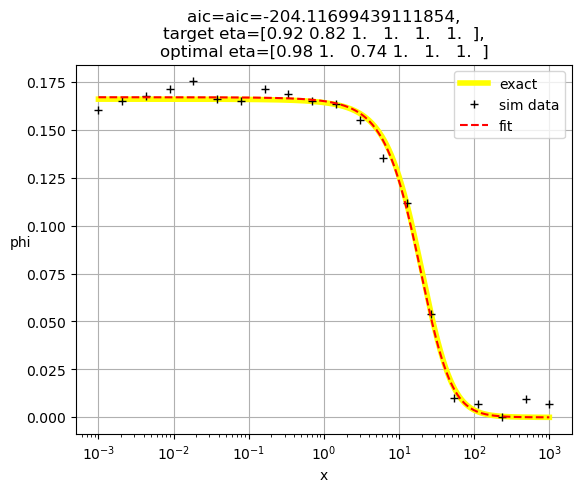 aic=aic=-204.11699439111854,
target eta=[0.92 0.82 1. 1. 1. 1. ],
optimal eta=[0.98 1. 0.74 1. 1. 1. ]
exact
sim data
fit
0.175
0.150
0.125
0.100
0.075
0.050
0.025
0.000
phi
10⁻³
10⁻²
10⁻¹
10⁰
10¹
10²
10³
x